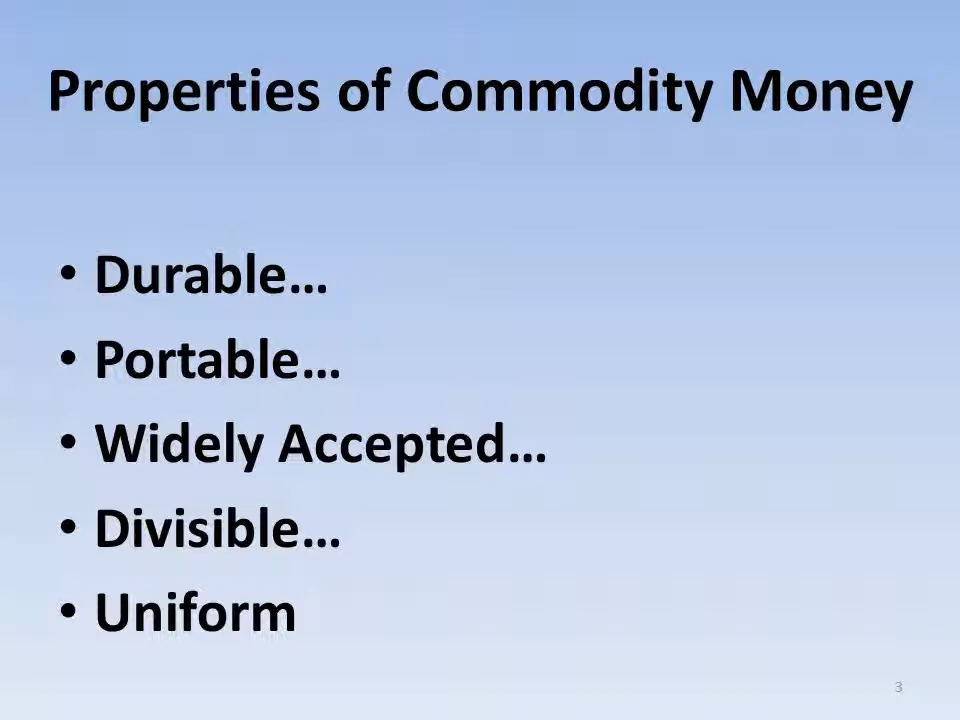 Properties of Commodity Money
• Durable…
• Portable…
• Widely Accepted…
• Divisible…
• Uniform
3